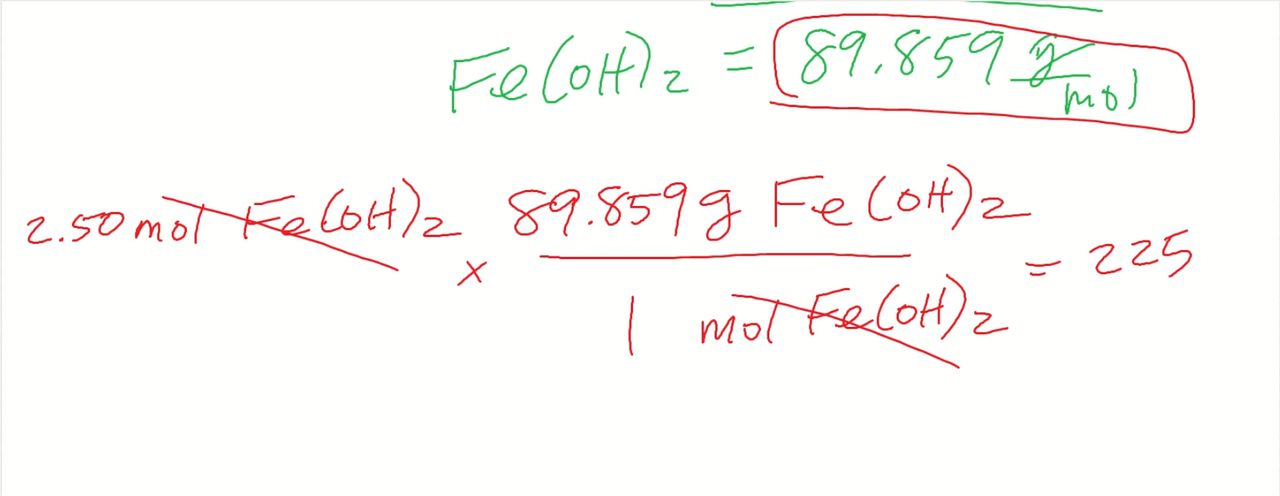 Fe(OH)2 = 89.859 g/mol
2.50 mol Fe(OH)2 x 89.859g Fe(OH)2 = 225
1 mol Fe(OH)2